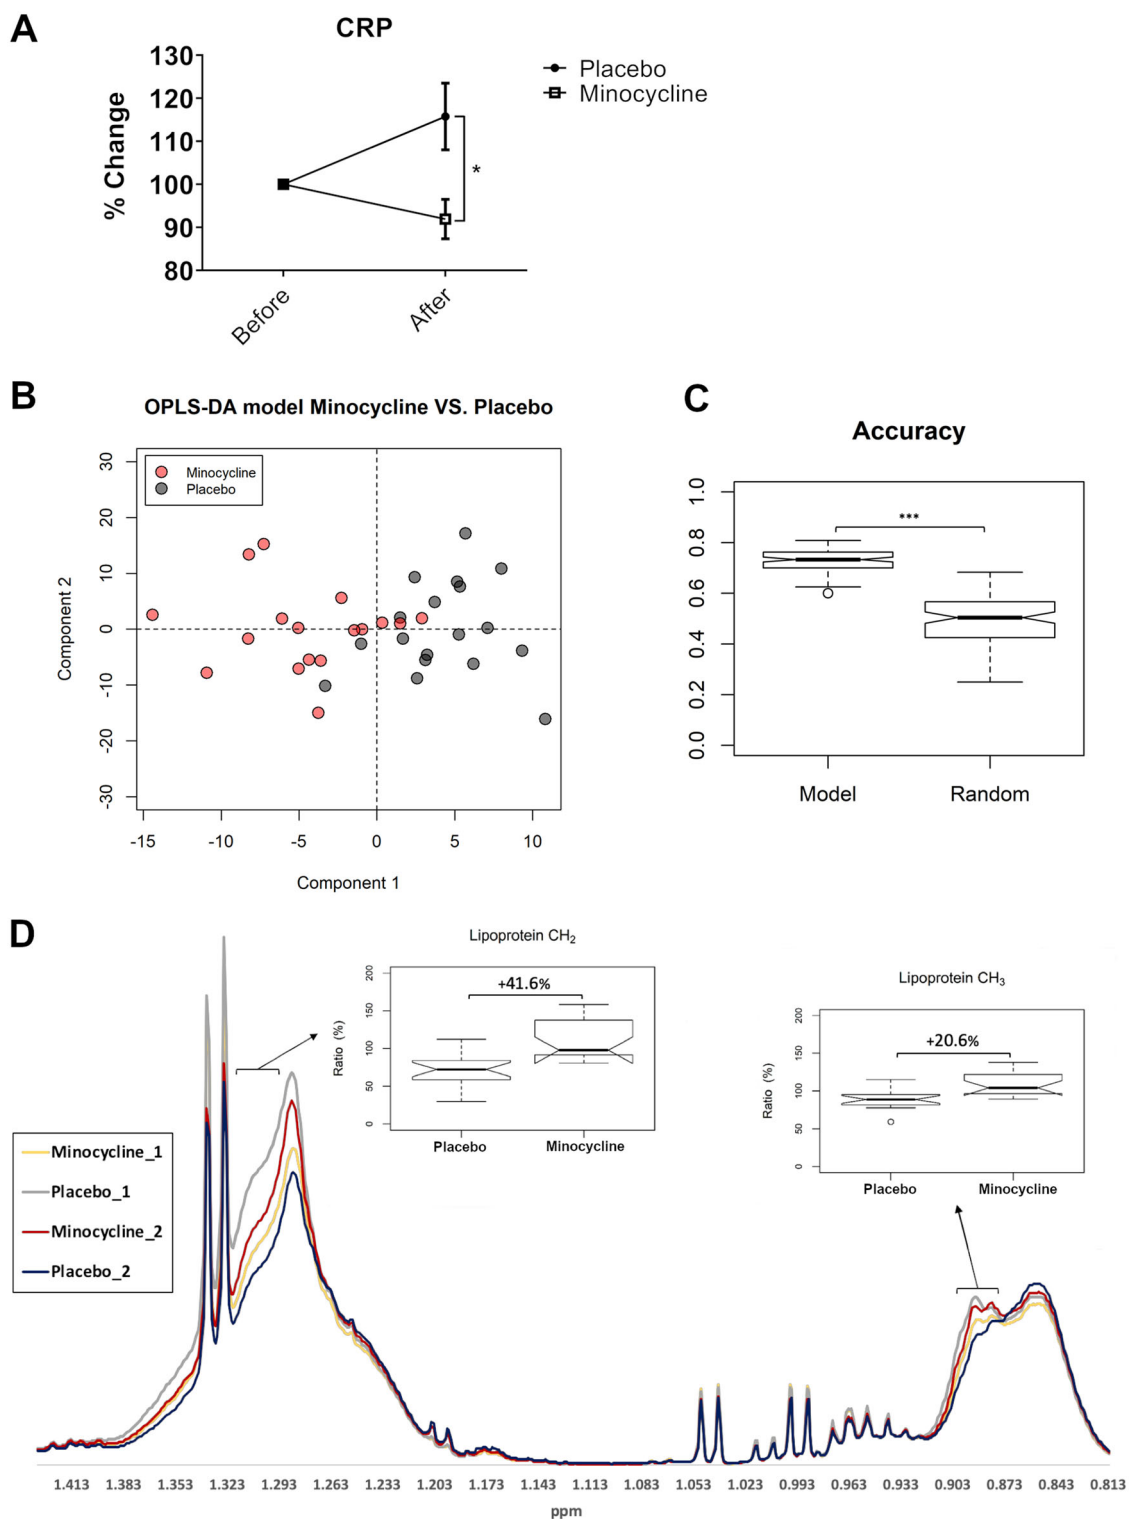 A
CRP
130
120
110
100
90
80
% Change
Before
After
*
Placebo
Minocycline
B
OPLS-DA model Minocycline VS. Placebo
Minocycline
Placebo
30
20
10
0
-10
-20
-30
Component 2
-15
-10
-5
0
5
10
Component 1
C
Accuracy
1.0
0.8
0.6
0.4
0.2
0.0
***
Model
Random
D
Lipoprotein CH₂
200
150
100
50
0
Ratio (%)
+41.6%
Placebo
Minocycline
Lipoprotein CH₃
200
150
100
50
0
Ratio (%)
+20.6%
Placebo
Minocycline
Minocycline_1
Placebo_1
Minocycline_2
Placebo_2
1.413 1.383 1.353 1.323 1.293 1.263 1.233 1.203 1.173 1.143 1.113 1.083 1.053 1.023 0.993 0.963 0.933 0.903 0.873 0.843 0.813
ppm